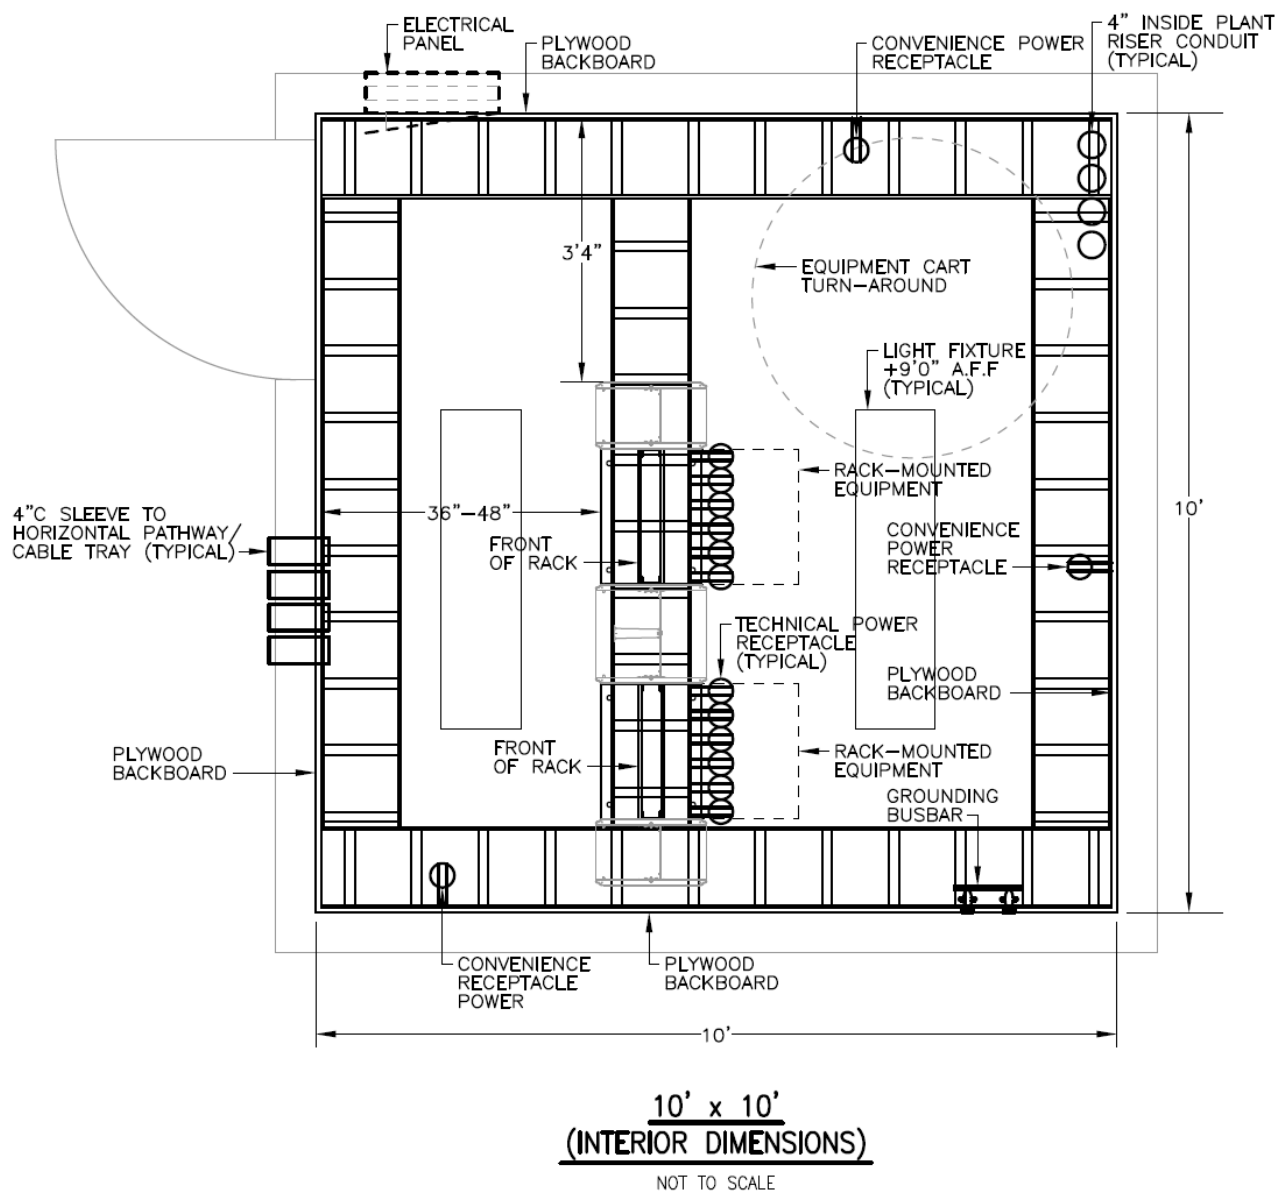 ELECTRICAL
PANEL
PLYWOOD
BACKBOARD
CONVENIENCE POWER
RECEPTACLE
4" INSIDE PLANT
RISER CONDUIT
(TYPICAL)
3'4"
EQUIPMENT CART
TURN-AROUND
LIGHT FIXTURE
+9'0" A.F.F
(TYPICAL)
RACK-MOUNTED
EQUIPMENT
36"-48"
10'
4"C SLEEVE TO
HORIZONTAL PATHWAY/
CABLE TRAY (TYPICAL)
FRONT
OF RACK
CONVENIENCE
POWER
RECEPTACLE
TECHNICAL POWER
RECEPTACLE
(TYPICAL)
PLYWOOD
BACKBOARD
PLYWOOD
BACKBOARD
FRONT
OF RACK
RACK-MOUNTED
EQUIPMENT
GROUNDING
BUSBAR
CONVENIENCE
RECEPTACLE
POWER
PLYWOOD
BACKBOARD
10'
10' x 10'
(INTERIOR DIMENSIONS)
NOT TO SCALE